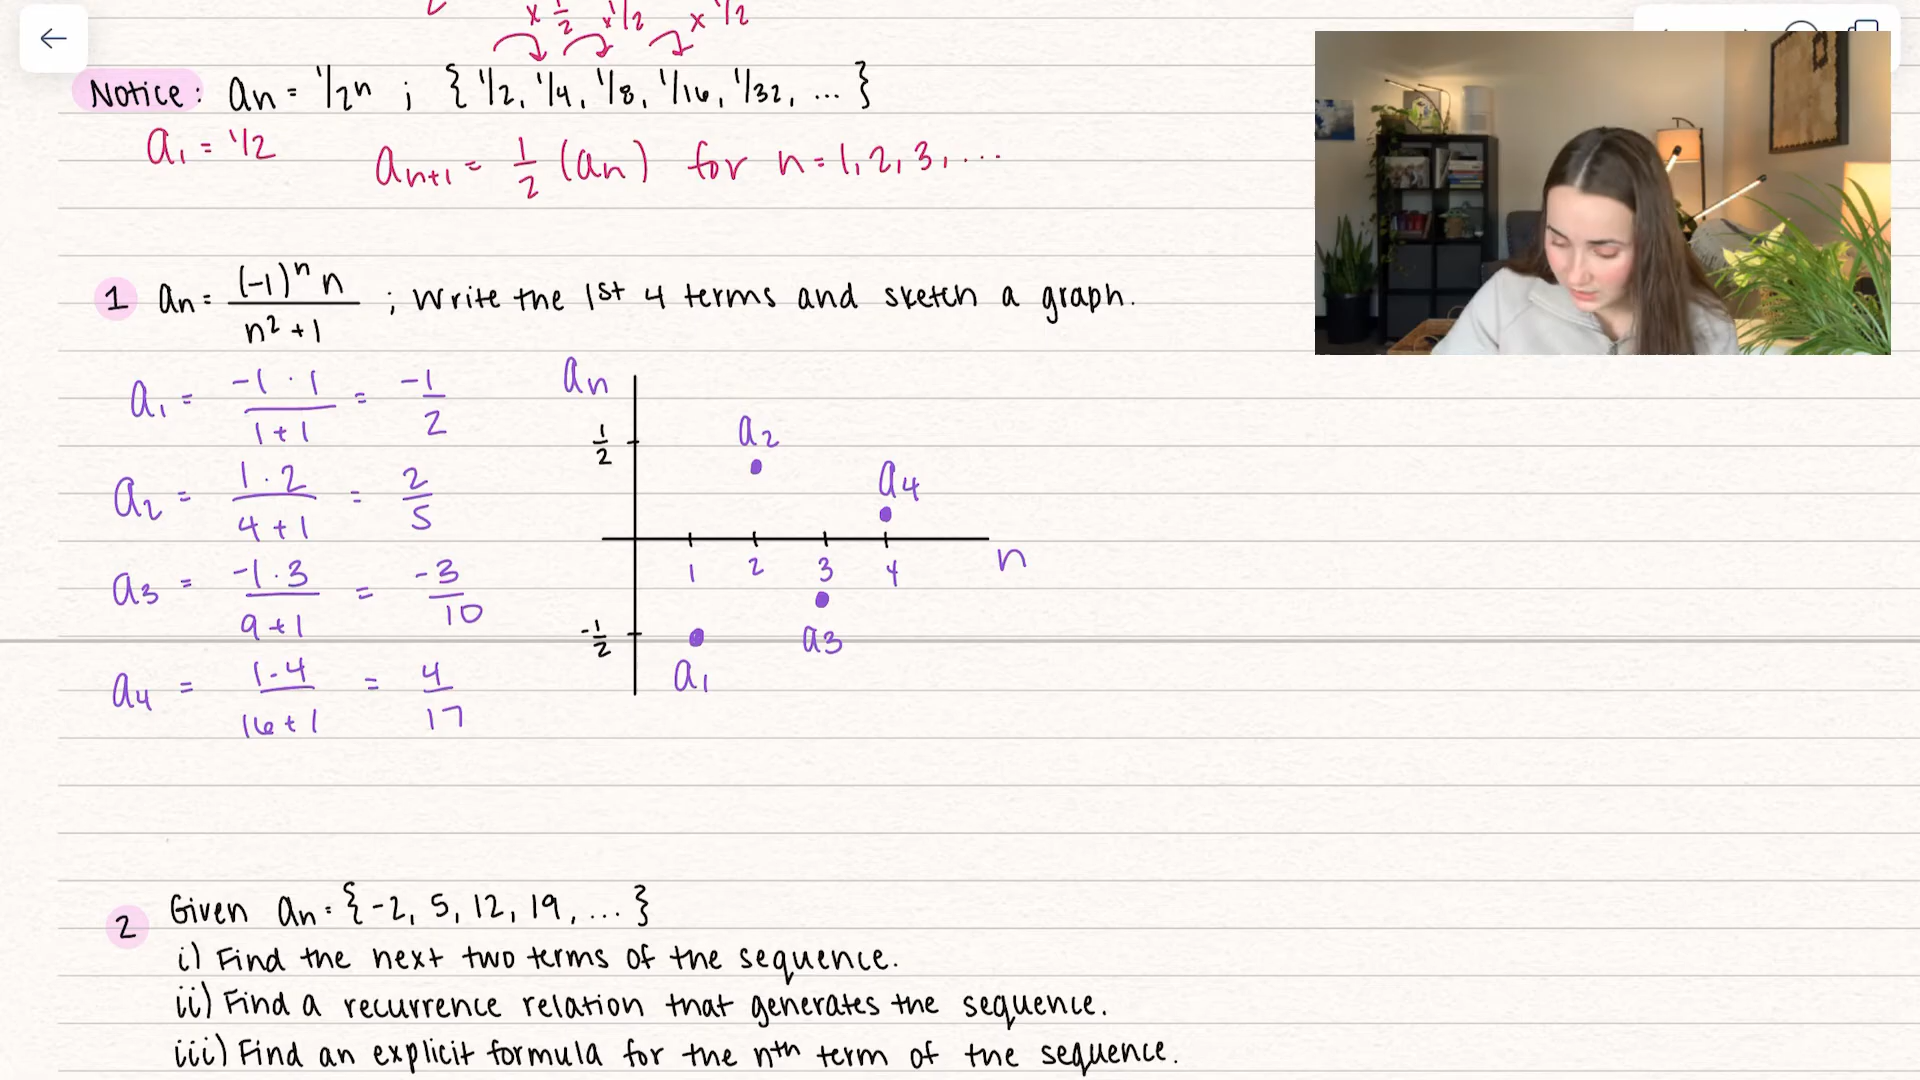 x 1/2 x 1/2 x 1/2
Notice: an = 1/2^n ; {1/2, 1/4, 1/8, 1/16, 1/32, ... }
a1 = 1/2 an+1 = 1/2 (an) for n = 1, 2, 3, ...
1 an = (-1)^n n / n^2 + 1 ; Write the 1st 4 terms and sketch a graph.
a1 = -1 · 1 / 1 + 1 = -1/2
a2 = 1 · 2 / 4 + 1 = 2/5
a3 = -1 · 3 / 9 + 1 = -3/10
a4 = 1 · 4 / 16 + 1 = 4/17
an
1/2
a2
a4
1 2 3 4 n
-1/2
a3
a1
2 Given an = {-2, 5, 12, 19, ... }
i) Find the next two terms of the sequence.
ii) Find a recurrence relation that generates the sequence.
iii) Find an explicit formula for the nth term of the sequence.